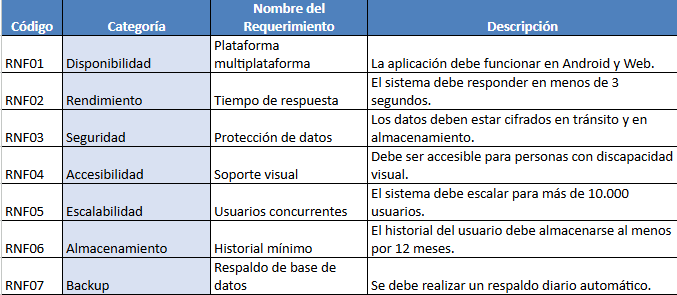 Código Categoría Nombre del Requerimiento Descripción
RNF01 Disponibilidad Plataforma multiplataforma La aplicación debe funcionar en Android y Web.
RNF02 Rendimiento Tiempo de respuesta El sistema debe responder en menos de 3 segundos.
RNF03 Seguridad Protección de datos Los datos deben estar cifrados en tránsito y en almacenamiento.
RNF04 Accesibilidad Soporte visual Debe ser accesible para personas con discapacidad visual.
RNF05 Escalabilidad Usuarios concurrentes El sistema debe escalar para más de 10.000 usuarios.
RNF06 Almacenamiento Historial mínimo El historial del usuario debe almacenarse al menos por 12 meses.
RNF07 Backup Respaldo de base de datos Se debe realizar un respaldo diario automático.